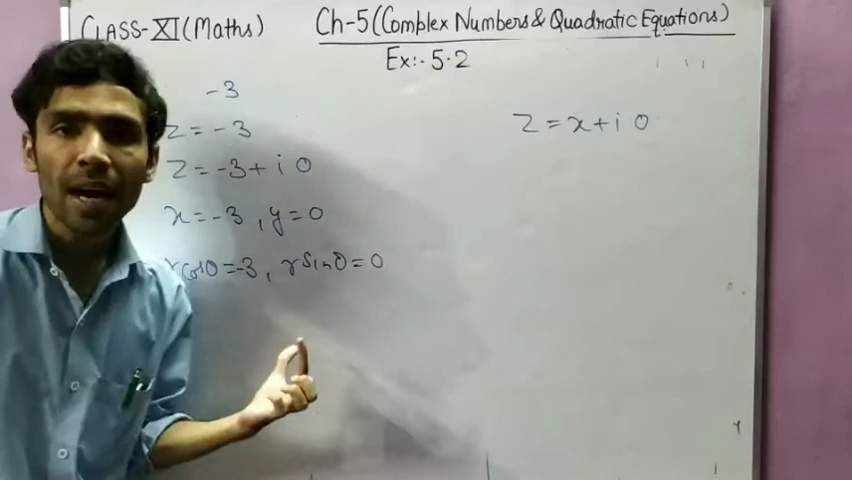 CLASS-XI(Maths)
Ch-5(Complex Numbers & Quadratic Equations)
Ex:- 5.2
-3
z = -3
z = -3 + i 0
x = -3 , y = 0
r cosθ = -3 , r sinθ = 0
z = x + i 0